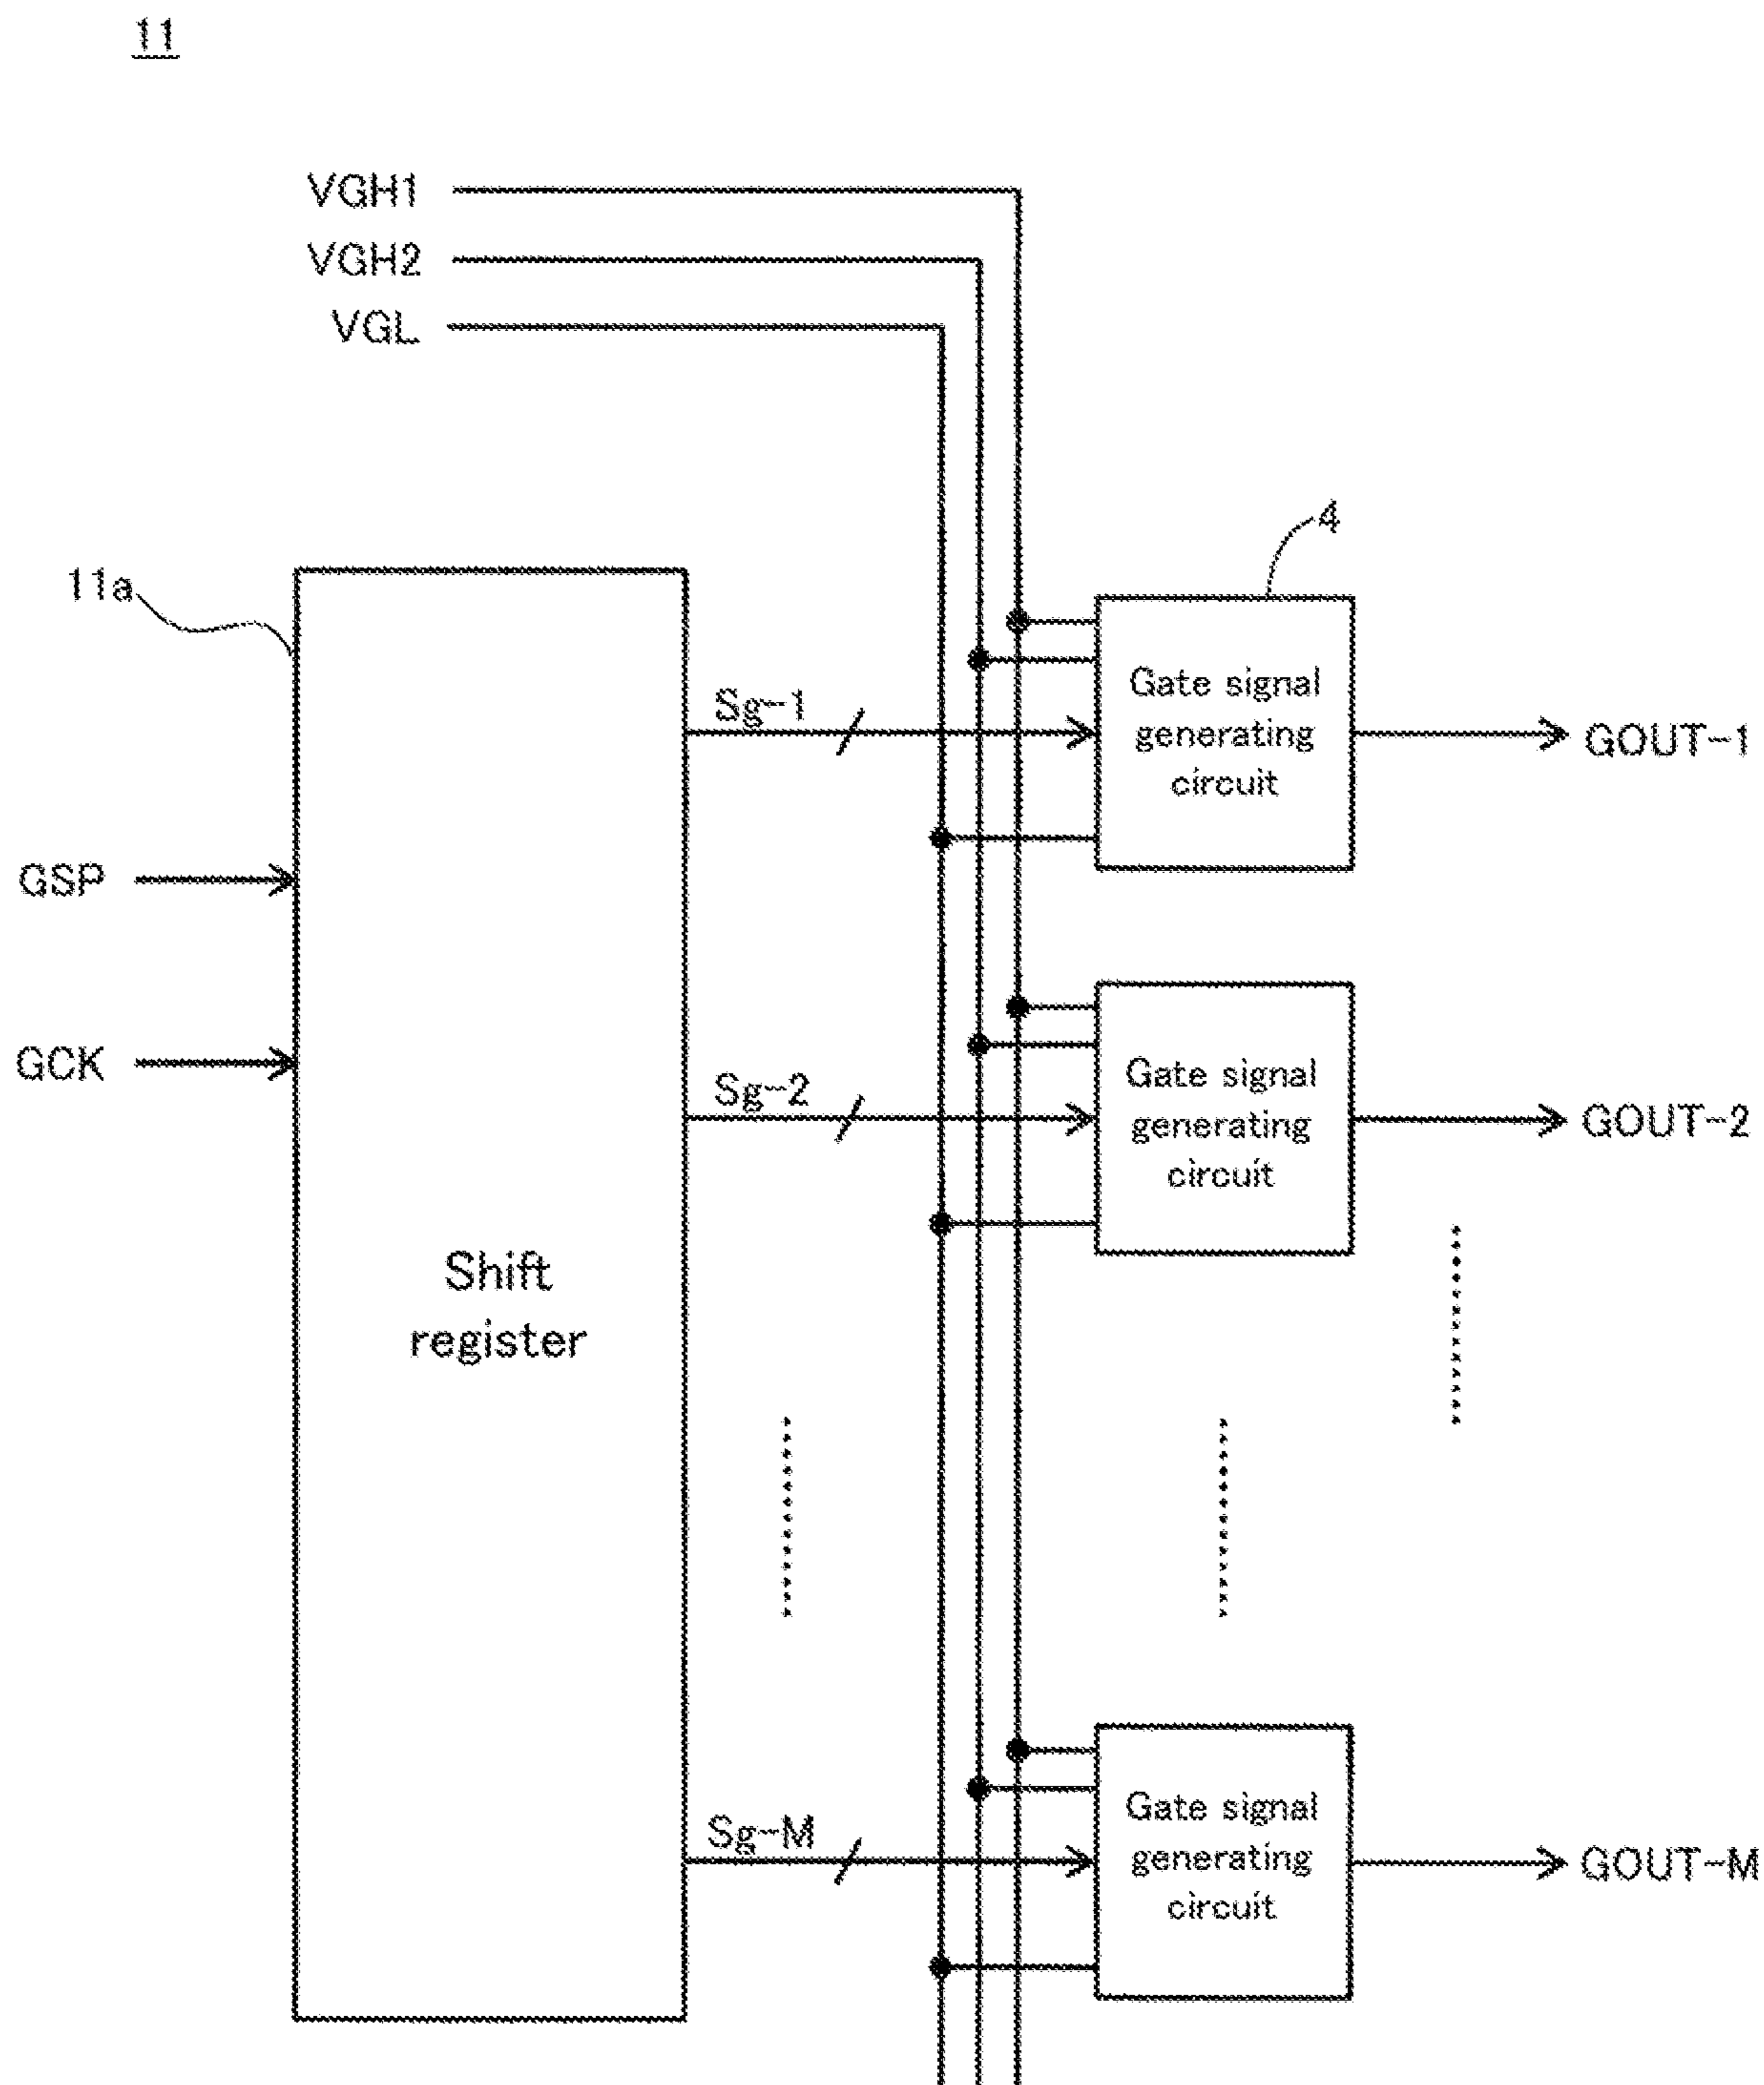 11
VGH1
VGH2
VGL
4
11a
Sg-1
Gate signal
generating
circuit
GOUT-1
GSP
GCK
Sg-2
Gate signal
generating
circuit
GOUT-2
Shift
register
Sg-M
Gate signal
generating
circuit
GOUT-M